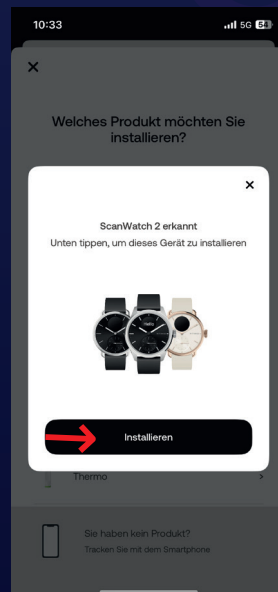 10:33
5G 54
Welches Produkt möchten Sie
installieren?
ScanWatch 2 erkannt
Unten tippen, um dieses Gerät zu installieren
Installieren
Thermo
Sie haben kein Produkt?
Tracken Sie mit dem Smartphone